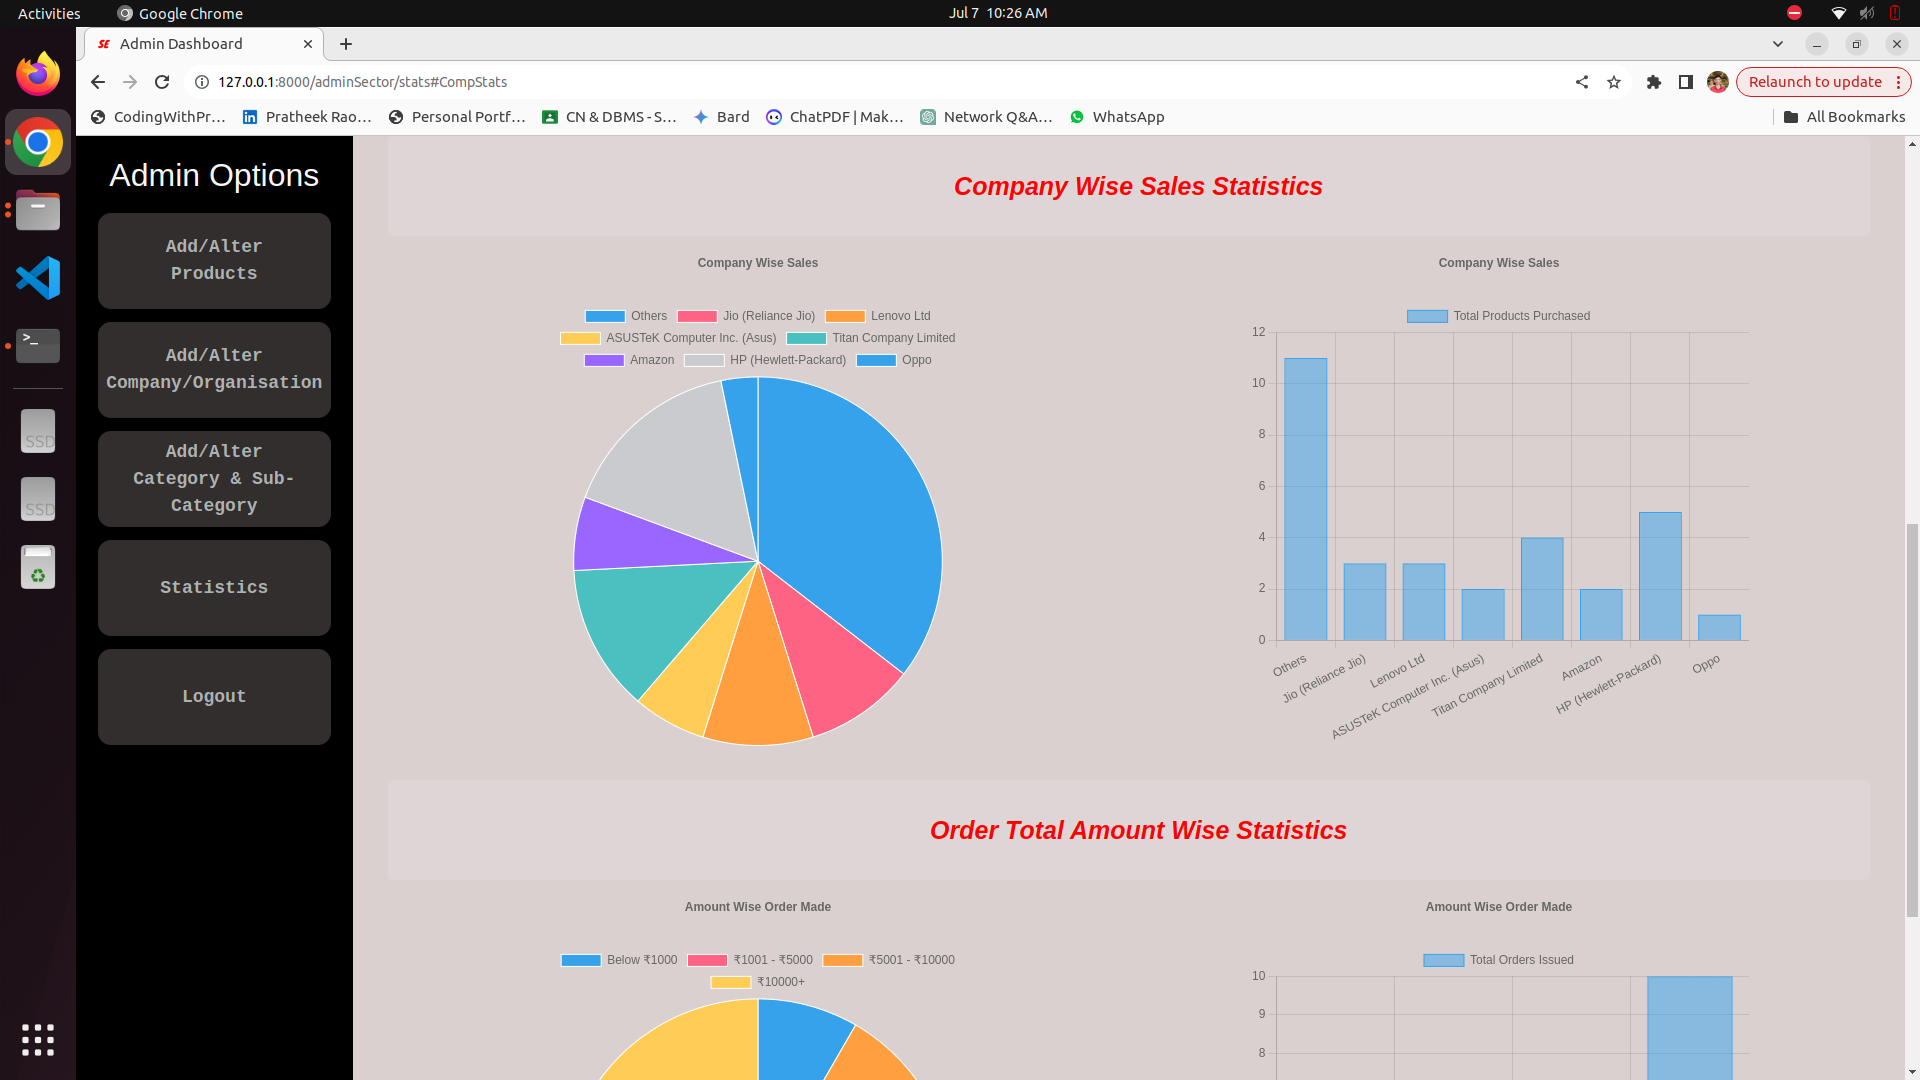 Activities
Google Chrome
Jul 7 10:26 AM
SE Admin Dashboard
127.0.0.1:8000/adminSector/stats#CompStats
Relaunch to update
CodingWithPr…
Pratheek Rao…
Personal Portf…
CN & DBMS - S…
Bard
ChatPDF | Mak…
Network Q&A…
WhatsApp
All Bookmarks
Admin Options
Add/Alter
Products
Add/Alter
Company/Organisation
Add/Alter
Category & Sub-
Category
Statistics
Logout
SSD
SSD
Company Wise Sales Statistics
Company Wise Sales
Others Jio (Reliance Jio) Lenovo Ltd
ASUSTeK Computer Inc. (Asus) Titan Company Limited
Amazon HP (Hewlett-Packard) Oppo
Company Wise Sales
Total Products Purchased
12
10
8
6
4
2
0
Others
Jio (Reliance Jio)
Lenovo Ltd
ASUSTeK Computer Inc. (Asus)
Titan Company Limited
Amazon
HP (Hewlett-Packard)
Oppo
Order Total Amount Wise Statistics
Amount Wise Order Made
Below ₹1000 ₹1001 - ₹5000 ₹5001 - ₹10000
₹10000+
Amount Wise Order Made
Total Orders Issued
10
9
8